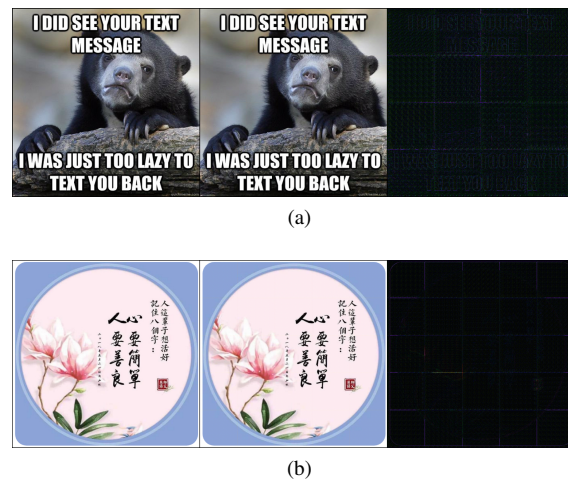 I DID SEE YOUR TEXT
MESSAGE
I WAS JUST TOO LAZY TO
TEXT YOU BACK
I DID SEE YOUR TEXT
MESSAGE
I WAS JUST TOO LAZY TO
TEXT YOU BACK
(a)
人這輩子想活好
記住八個字：
心要簡單
人要善良
人這輩子想活好
記住八個字：
心要簡單
人要善良
(b)